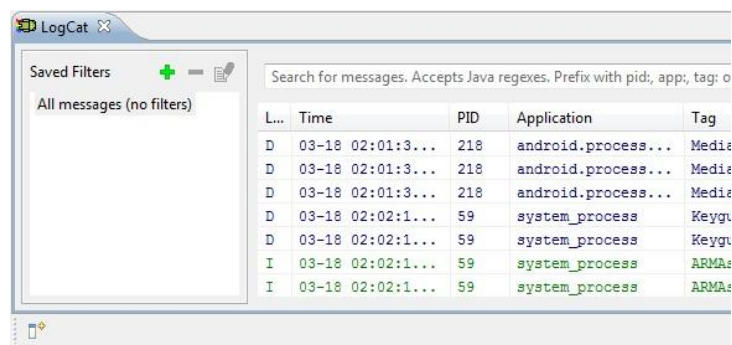 LogCat
Saved Filters
All messages (no filters)
Search for messages. Accepts Java regexes. Prefix with pid:, app:, tag: o
L... Time PID Application Tag
D 03-18 02:01:3... 218 android.process... Media
D 03-18 02:01:3... 218 android.process... Media
D 03-18 02:01:3... 218 android.process... Media
D 03-18 02:02:1... 59 system_process Keygu
D 03-18 02:02:1... 59 system_process Keygu
I 03-18 02:02:1... 59 system_process ARMAs
I 03-18 02:02:1... 59 system_process ARMAs